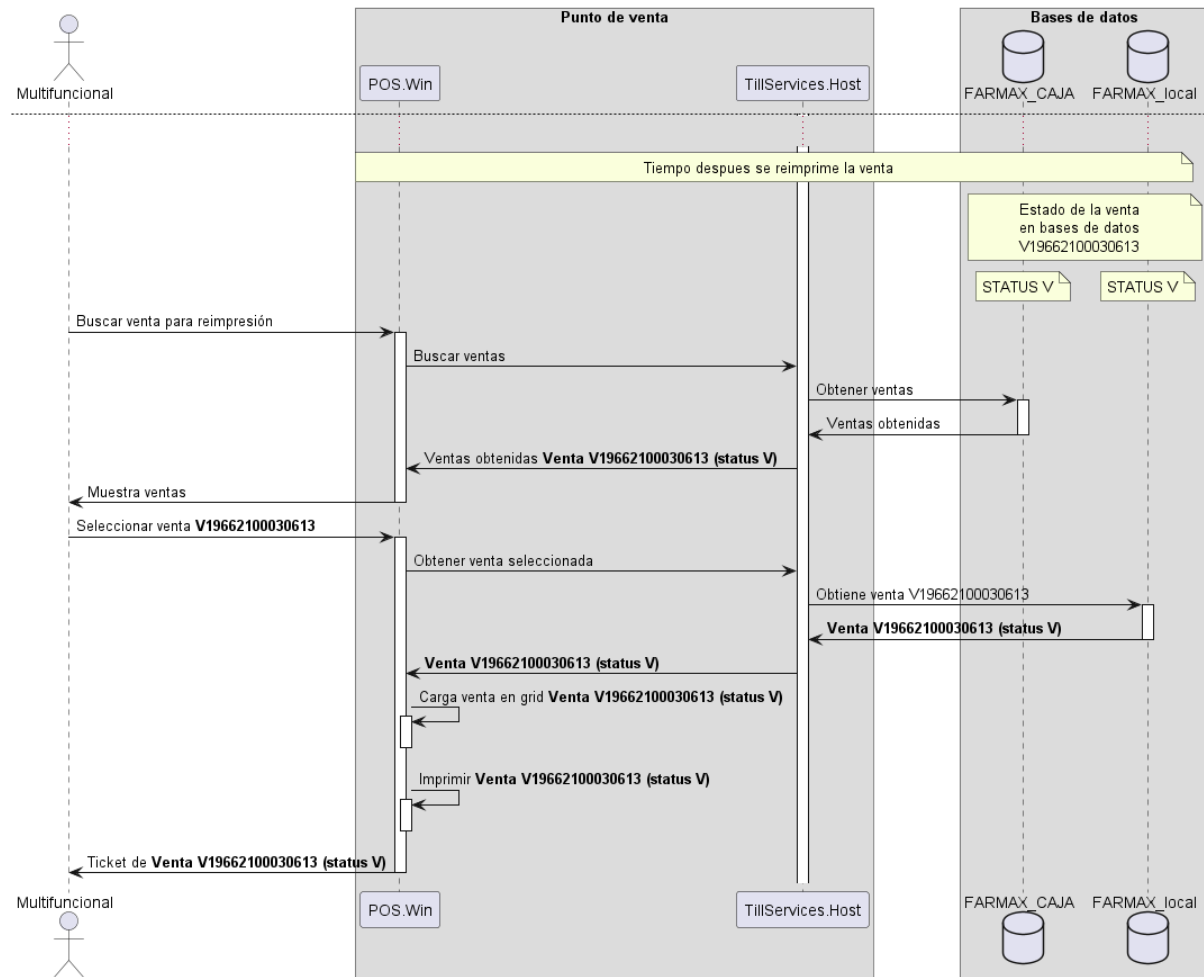 Punto de venta
Bases de datos
Multifuncional
POS.Win
TillServices.Host
FARMAX_CAJA
FARMAX_local
Tiempo despues se reimprime la venta
Estado de la venta
en bases de datos
V19662100030613
STATUS V
STATUS V
Buscar venta para reimpresión
Buscar ventas
Obtener ventas
Ventas obtenidas
Ventas obtenidas Venta V19662100030613 (status V)
Muestra ventas
Seleccionar venta V19662100030613
Obtener venta seleccionada
Obtiene venta V19662100030613
Venta V19662100030613 (status V)
Venta V19662100030613 (status V)
Carga venta en grid Venta V19662100030613 (status V)
Imprimir Venta V19662100030613 (status V)
Ticket de Venta V19662100030613 (status V)
Multifuncional
POS.Win
TillServices.Host
FARMAX_CAJA
FARMAX_local